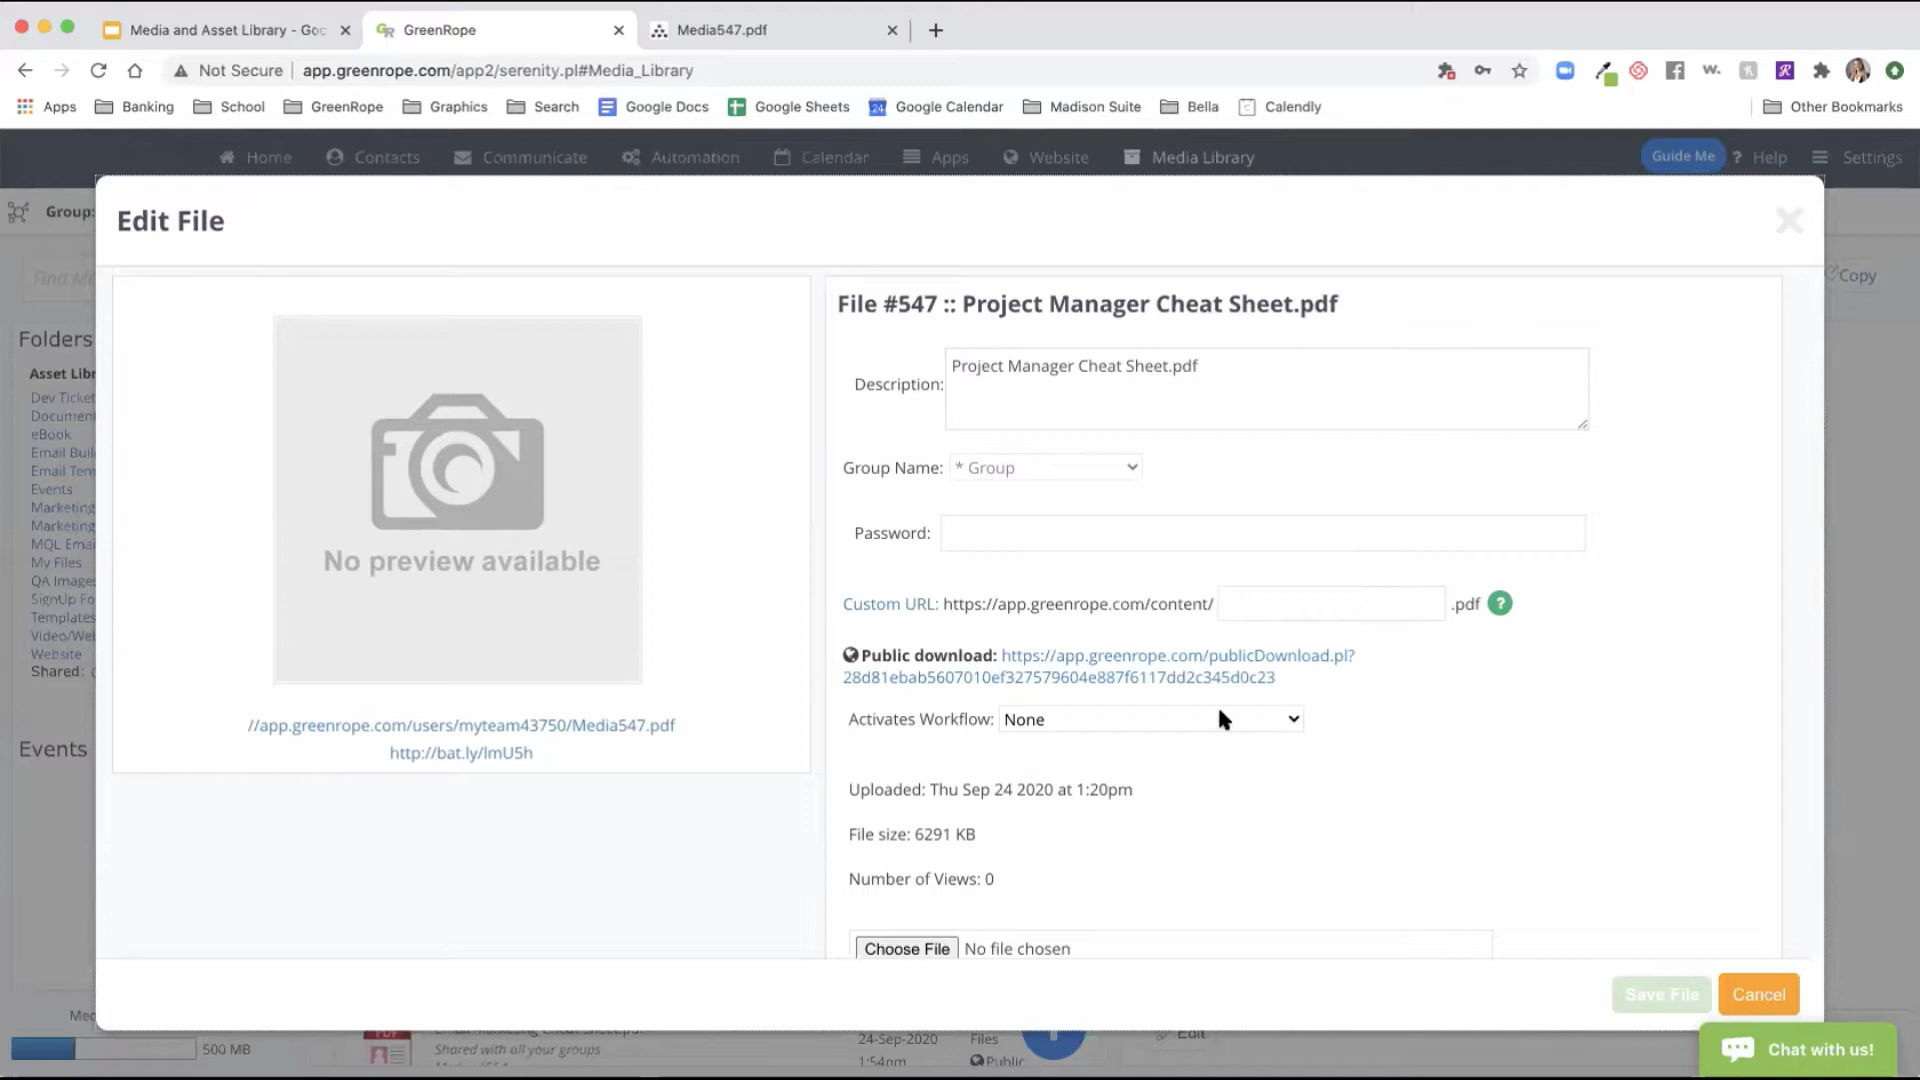 Media and Asset Library - Goo
GreenRope
Media547.pdf
Not Secure
app.greenrope.com/app2/serenity.pl#Media_Library
Apps
Banking
School
GreenRope
Graphics
Search
Google Docs
Google Sheets
Google Calendar
Madison Suite
Bella
Calendly
Other Bookmarks
Home
Contacts
Communicate
Automation
Calendar
Apps
Website
Media Library
Guide Me
? Help
Settings
Group:
Edit File
Copy
Folders
Asset Libr
Dev Ticket
Document
eBook
Email Buil
Email Tem
Events
Marketing
Marketing
MQL Emai
My Files
QA Images
SignUp Fo
Templates
Video/Web
Website
Shared:
Events
No preview available
//app.greenrope.com/users/myteam43750/Media547.pdf
http://bat.ly/lmU5h
File #547 :: Project Manager Cheat Sheet.pdf
Description:
Project Manager Cheat Sheet.pdf
Group Name:
* Group
Password:
Custom URL: https://app.greenrope.com/content/ .pdf ?
Public download: https://app.greenrope.com/publicDownload.pl?
28d81ebab5607010ef327579604e887f6117dd2c345d0c23
Activates Workflow: None
Uploaded: Thu Sep 24 2020 at 1:20pm
File size: 6291 KB
Number of Views: 0
Choose File No file chosen
Save File
Cancel
500 MB
Shared with all your groups
24-Sep-2020
1:54pm
Files
Public
Edit
Chat with us!